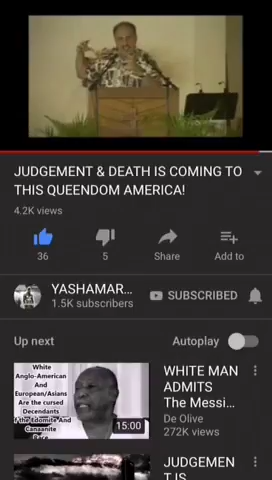 JUDGEMENT & DEATH IS COMING TO
THIS QUEENDOM AMERICA!
4.2K views
36
5
Share
Add to
YASHAMAR...
1.5K subscribers
SUBSCRIBED
Up next
Autoplay
White
Anglo-American
And
European/Asians
Are the cursed
Decendants
f the Edomite And
Canaanite
15:00
WHITE MAN
ADMITS
The Messi...
De Olive
272K views
JUDGEMEN
T IS